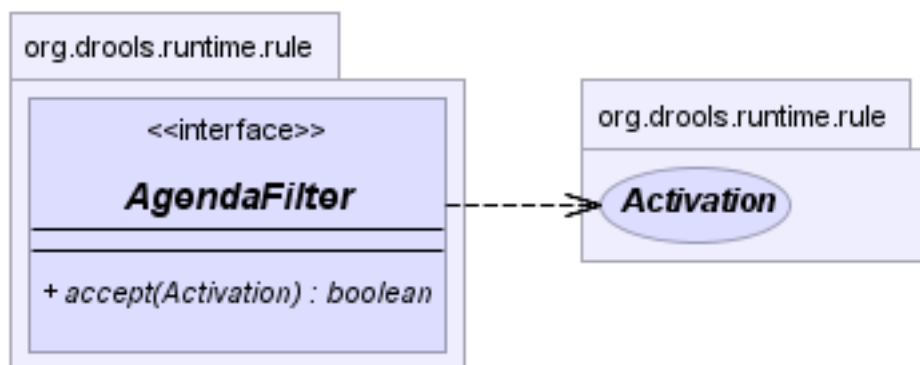 org.drools.runtime.rule
<<interface>>
AgendaFilter
+ accept(Activation) : boolean
org.drools.runtime.rule
Activation